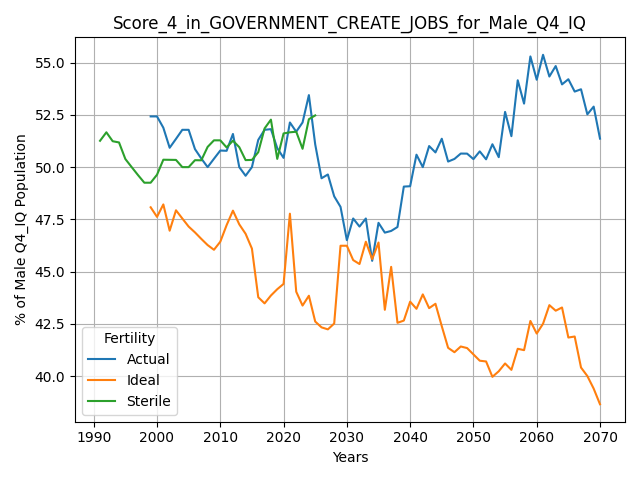 Score_4_in_GOVERNMENT_CREATE_JOBS_for_Male_Q4_IQ
% of Male Q4_IQ Population
55.0
52.5
50.0
47.5
45.0
42.5
40.0
Fertility
Actual
Ideal
Sterile
1990 2000 2010 2020 2030 2040 2050 2060 2070
Years